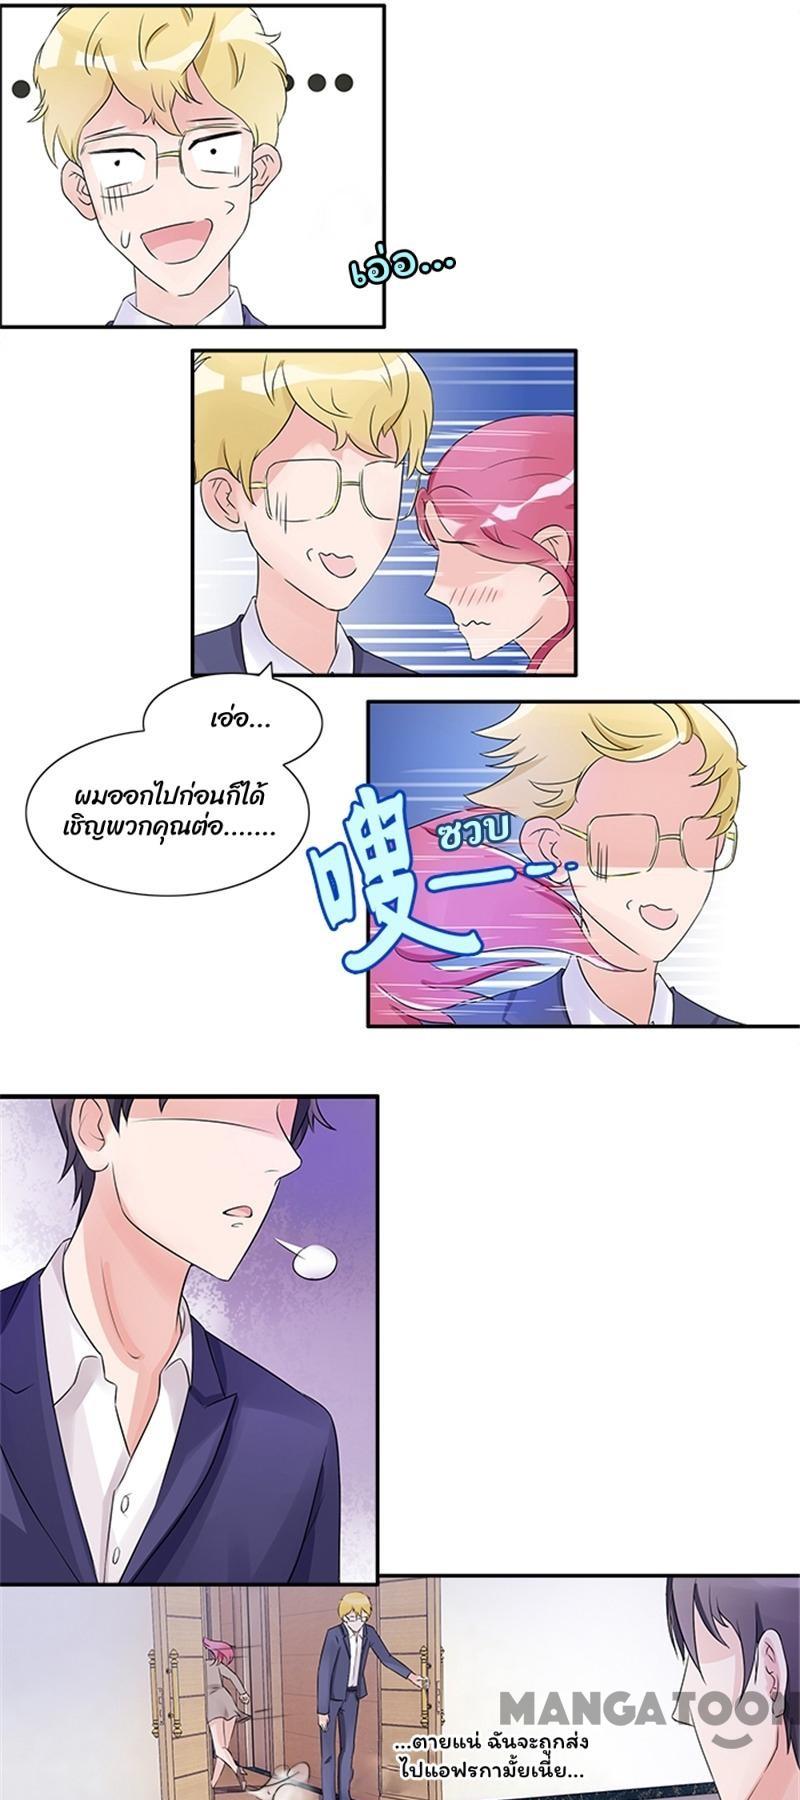 เอ่อ...
เอ่อ...
ผมออกไปก่อนก็ได้
เชิญพวกคุณต่อ.......
ซวบ
嗖——...
MANGATOON
...ตายแน่ ฉันจะถูกส่ง
ไปแอฟรกามั้ยเนี่ย...